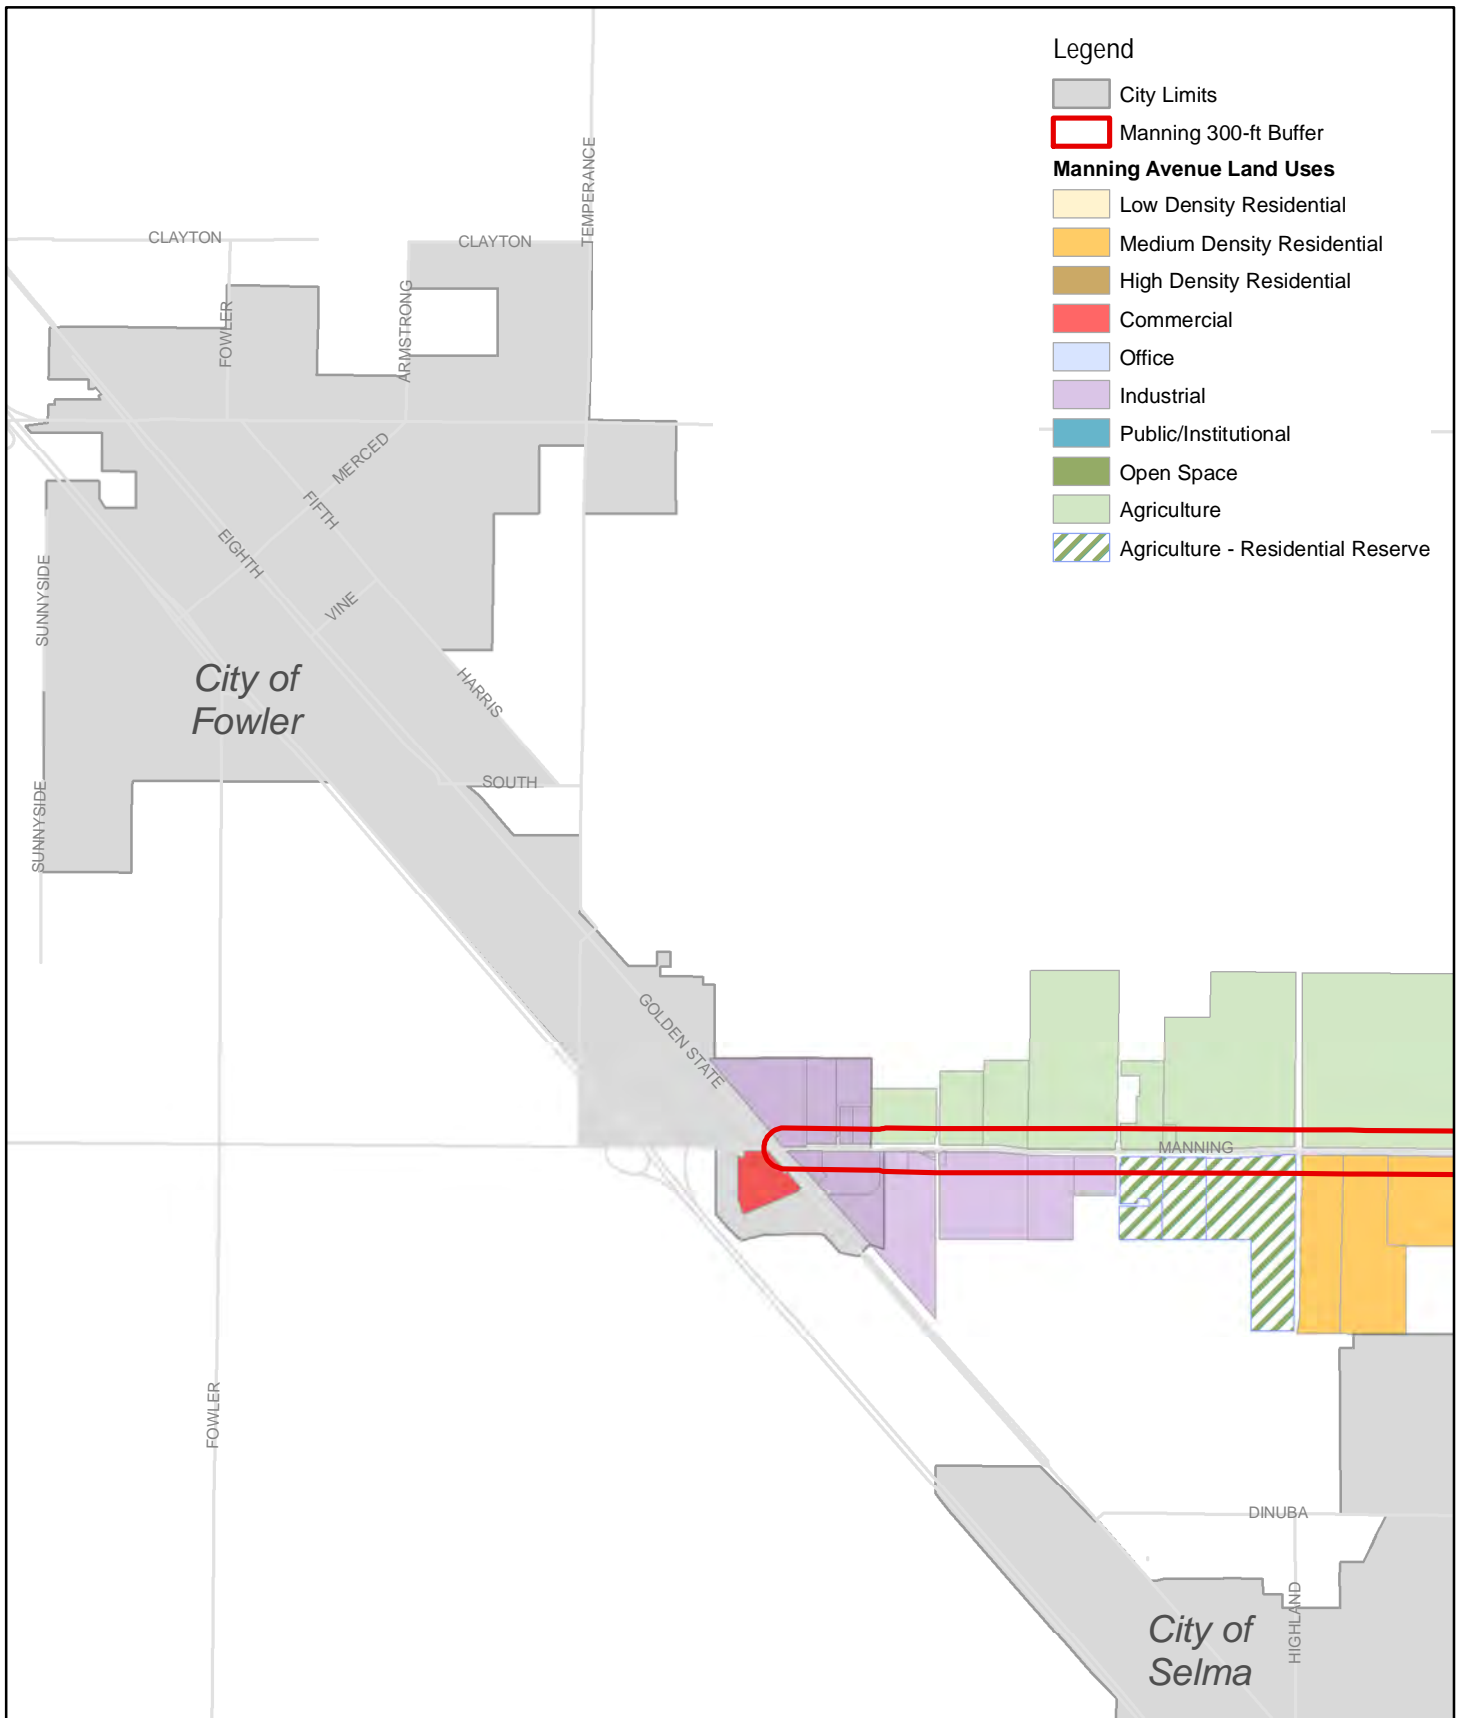 Legend
City Limits
Manning 300-ft Buffer
Manning Avenue Land Uses
Low Density Residential
Medium Density Residential
High Density Residential
Commercial
Office
Industrial
Public/Institutional
Open Space
Agriculture
Agriculture - Residential Reserve
CLAYTON
CLAYTON
TEMPERANCE
FOWLER
ARMSTRONG
MERCED
FIFTH
EIGHTH
VINE
SUNNYSIDE
HARRIS
City of
Fowler
SOUTH
SUNNYSIDE
GOLDEN STATE
MANNING
FOWLER
DINUBA
HIGHLAND
City of
Selma